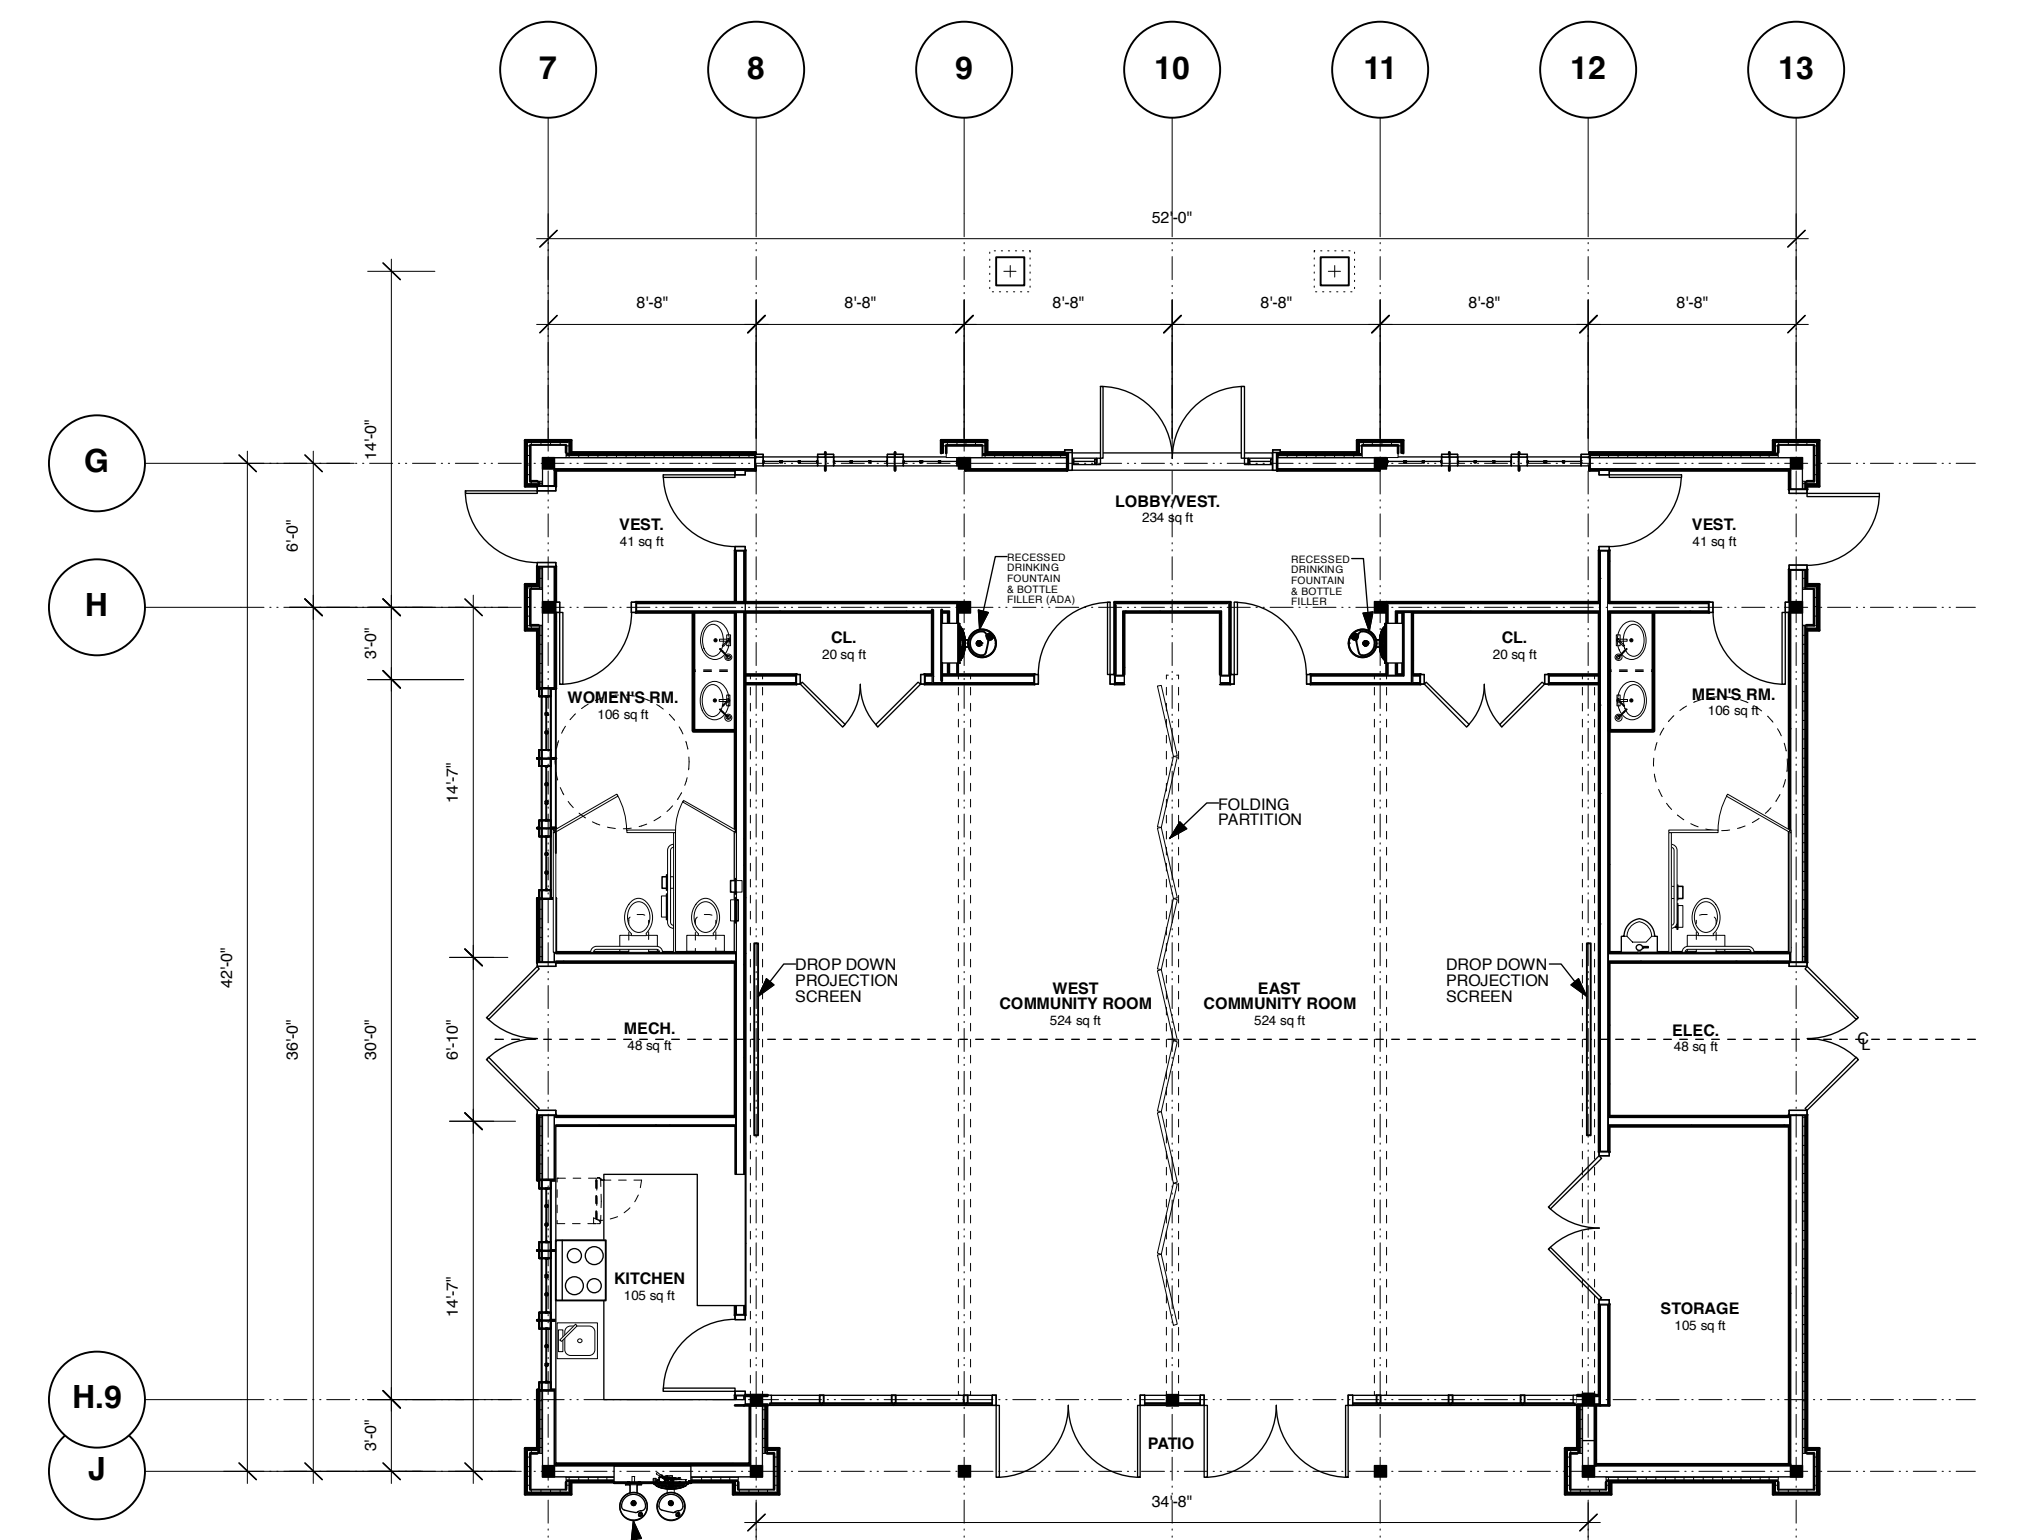 7 8 9 10 11 12 13
52'-0"
8'-8" 8'-8" 8'-8" 8'-8" 8'-8" 8'-8"
G
H
H.9
J
14'-0"
6'-0"
3'-0"
14'-7"
42'-0"
36'-0"
30'-0"
6'-10"
14'-7"
3'-0"
VEST.
41 sq ft
LOBBY/VEST.
234 sq ft
VEST.
41 sq ft
RECESSED
DRINKING
FOUNTAIN
& BOTTLE
FILLER (ADA)
RECESSED
DRINKING
FOUNTAIN
& BOTTLE
FILLER
CL.
20 sq ft
CL.
20 sq ft
WOMEN'S RM.
106 sq ft
MEN'S RM.
106 sq ft
FOLDING
PARTITION
DROP DOWN
PROJECTION
SCREEN
WEST
COMMUNITY ROOM
524 sq ft
EAST
COMMUNITY ROOM
524 sq ft
DROP DOWN
PROJECTION
SCREEN
MECH.
48 sq ft
ELEC.
48 sq ft
CL
KITCHEN
105 sq ft
STORAGE
105 sq ft
PATIO
34'-8"